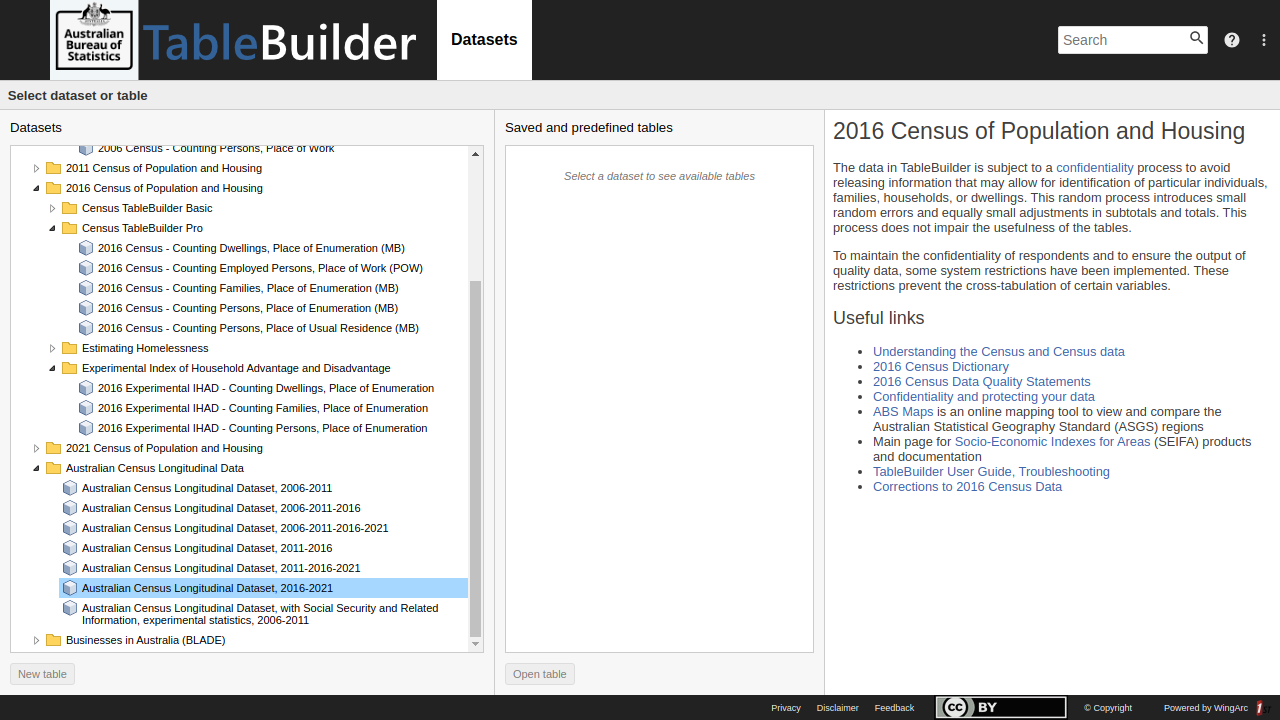 Australian
Bureau of
Statistics
TableBuilder
Datasets
Search
Select dataset or table
Datasets
2006 Census - Counting Persons, Place of Work
2011 Census of Population and Housing
2016 Census of Population and Housing
Census TableBuilder Basic
Census TableBuilder Pro
2016 Census - Counting Dwellings, Place of Enumeration (MB)
2016 Census - Counting Employed Persons, Place of Work (POW)
2016 Census - Counting Families, Place of Enumeration (MB)
2016 Census - Counting Persons, Place of Enumeration (MB)
2016 Census - Counting Persons, Place of Usual Residence (MB)
Estimating Homelessness
Experimental Index of Household Advantage and Disadvantage
2016 Experimental IHAD - Counting Dwellings, Place of Enumeration
2016 Experimental IHAD - Counting Families, Place of Enumeration
2016 Experimental IHAD - Counting Persons, Place of Enumeration
2021 Census of Population and Housing
Australian Census Longitudinal Data
Australian Census Longitudinal Dataset, 2006-2011
Australian Census Longitudinal Dataset, 2006-2011-2016
Australian Census Longitudinal Dataset, 2006-2011-2016-2021
Australian Census Longitudinal Dataset, 2011-2016
Australian Census Longitudinal Dataset, 2011-2016-2021
Australian Census Longitudinal Dataset, 2016-2021
Australian Census Longitudinal Dataset, with Social Security and Related
Information, experimental statistics, 2006-2011
Businesses in Australia (BLADE)
New table
Saved and predefined tables
Select a dataset to see available tables
Open table
2016 Census of Population and Housing
The data in TableBuilder is subject to a confidentiality process to avoid
releasing information that may allow for identification of particular individuals,
families, households, or dwellings. This random process introduces small
random errors and equally small adjustments in subtotals and totals. This
process does not impair the usefulness of the tables.
To maintain the confidentiality of respondents and to ensure the output of
quality data, some system restrictions have been implemented. These
restrictions prevent the cross-tabulation of certain variables.
Useful links
• Understanding the Census and Census data
• 2016 Census Dictionary
• 2016 Census Data Quality Statements
• Confidentiality and protecting your data
• ABS Maps is an online mapping tool to view and compare the
Australian Statistical Geography Standard (ASGS) regions
• Main page for Socio-Economic Indexes for Areas (SEIFA) products
and documentation
• TableBuilder User Guide, Troubleshooting
• Corrections to 2016 Census Data
Privacy Disclaimer Feedback cc BY © Copyright Powered by WingArc 1ST